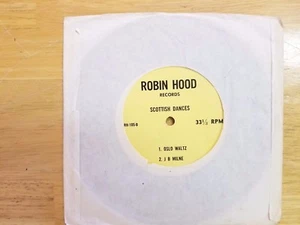 ROBIN HOOD
RECORDS
SCOTTISH DANCES
33⅓ RPM
1. OSLO WALTZ
2. J B MILNE